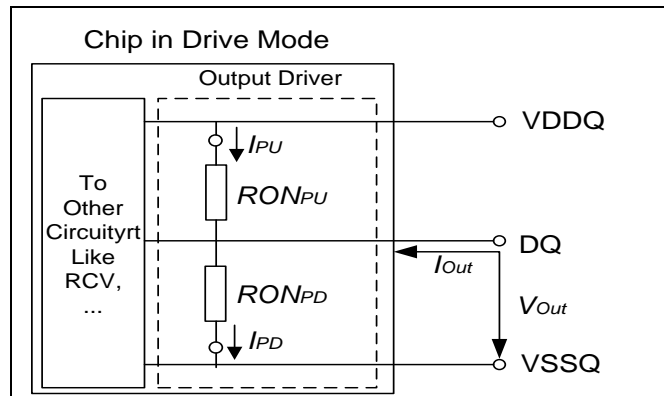 Chip in Drive Mode
Output Driver
VDDQ
IPU
To
Other
Circuityrt
Like
RCV,
...
RONPU
DQ
IOut
RONPD
VOut
IPD
VSSQ